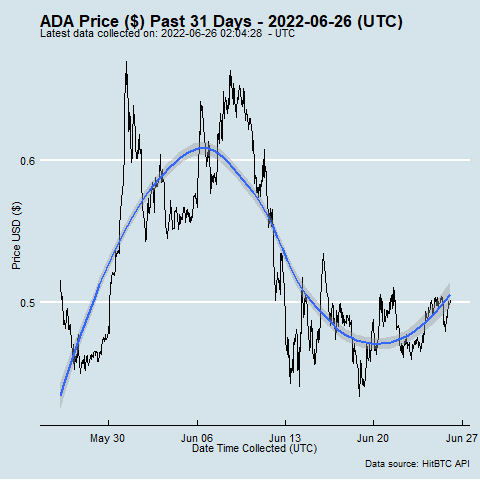 ADA Price ($) Past 31 Days - 2022-06-26 (UTC)
Latest data collected on: 2022-06-26 02:04:28 - UTC
0.6
Price USD ($)
0.5
May 30 Jun 06 Jun 13 Jun 20 Jun 27
Date Time Collected (UTC)
Data source: HitBTC API